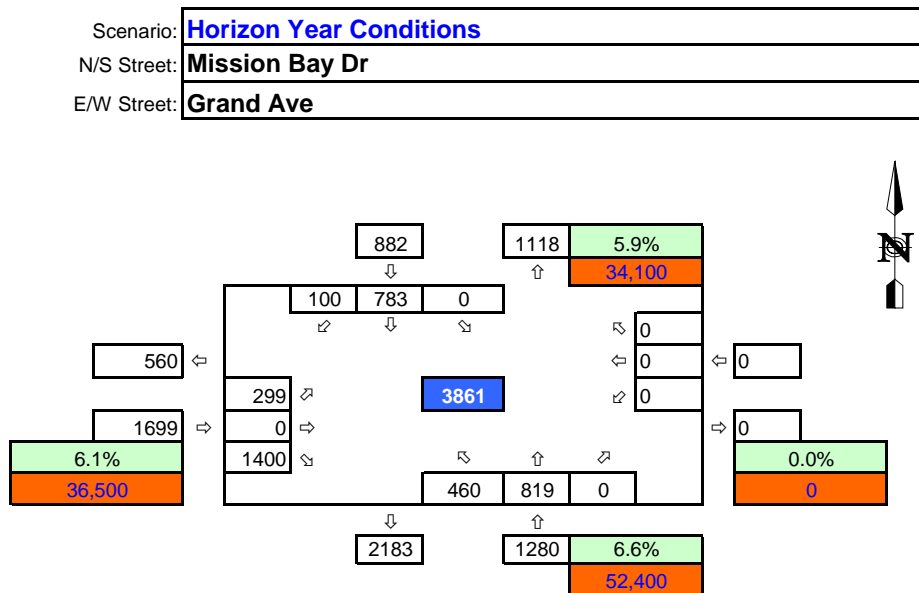 Scenario: Horizon Year Conditions
N/S Street: Mission Bay Dr
E/W Street: Grand Ave
N
882 1118 5.9%
⇩ ⇧ 34,100
100 783 0
⬃ ⇩ ⬂ ⬁ 0
560 ⇦ ⇦ 0 ⇦ 0
299 ⬀ 3861 ⬃ 0
1699 ⇨ 0 ⇨ ⇨ 0
6.1% 1400 ⬂ ⬁ ⇧ ⬀ 0.0%
36,500 460 819 0 0
⇩ ⇧
2183 1280 6.6%
52,400